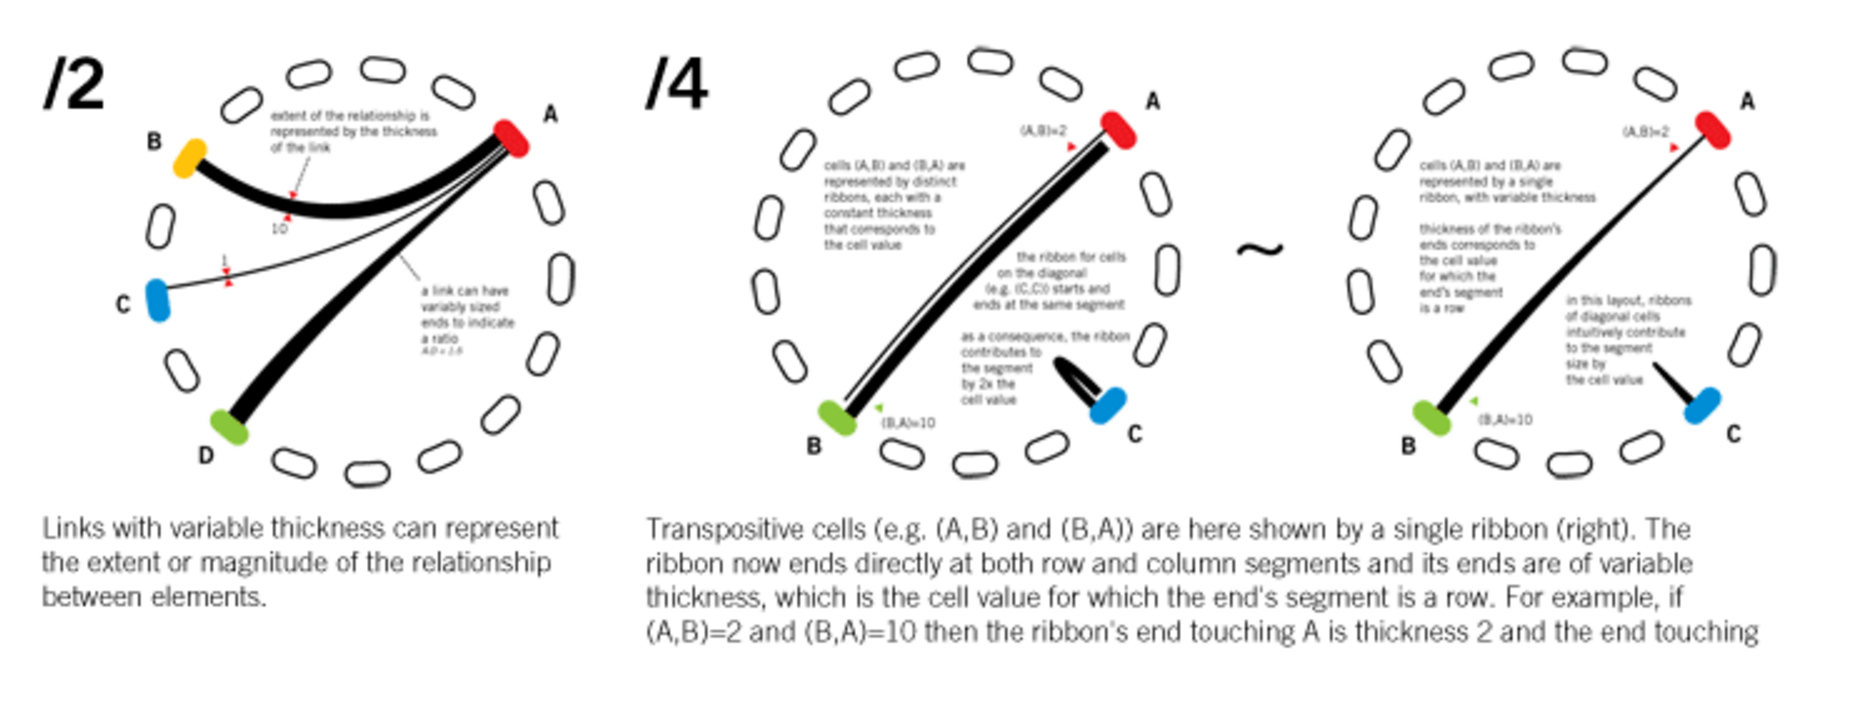 /2
A
B
extent of the relationship is
represented by the thickness
of the link
10
1
C
a link can have
variably sized
ends to indicate
a ratio
D
Links with variable thickness can represent
the extent or magnitude of the relationship
between elements.
/4
A
(A,B)=2
cells (A,B) and (B,A) are
represented by distinct
ribbons, each with a
constant thickness
that corresponds to
the cell value
the ribbon for cells
on the diagonal
(e.g. (C,C)) starts and
ends at the same segment
as a consequence, the ribbon
contributes to
the segment
by 2x the
cell value
(B,A)=10
B
C
~
A
(A,B)=2
cells (A,B) and (B,A) are
represented by a single
ribbon, with variable thickness
thickness of the ribbon's
ends corresponds to
the cell value
for which the
end's segment
is a row
in this layout, ribbons
of diagonal cells
intuitively contribute
to the segment
size by
the cell value
(B,A)=10
B
C
Transpositive cells (e.g. (A,B) and (B,A)) are here shown by a single ribbon (right). The
ribbon now ends directly at both row and column segments and its ends are of variable
thickness, which is the cell value for which the end's segment is a row. For example, if
(A,B)=2 and (B,A)=10 then the ribbon's end touching A is thickness 2 and the end touching